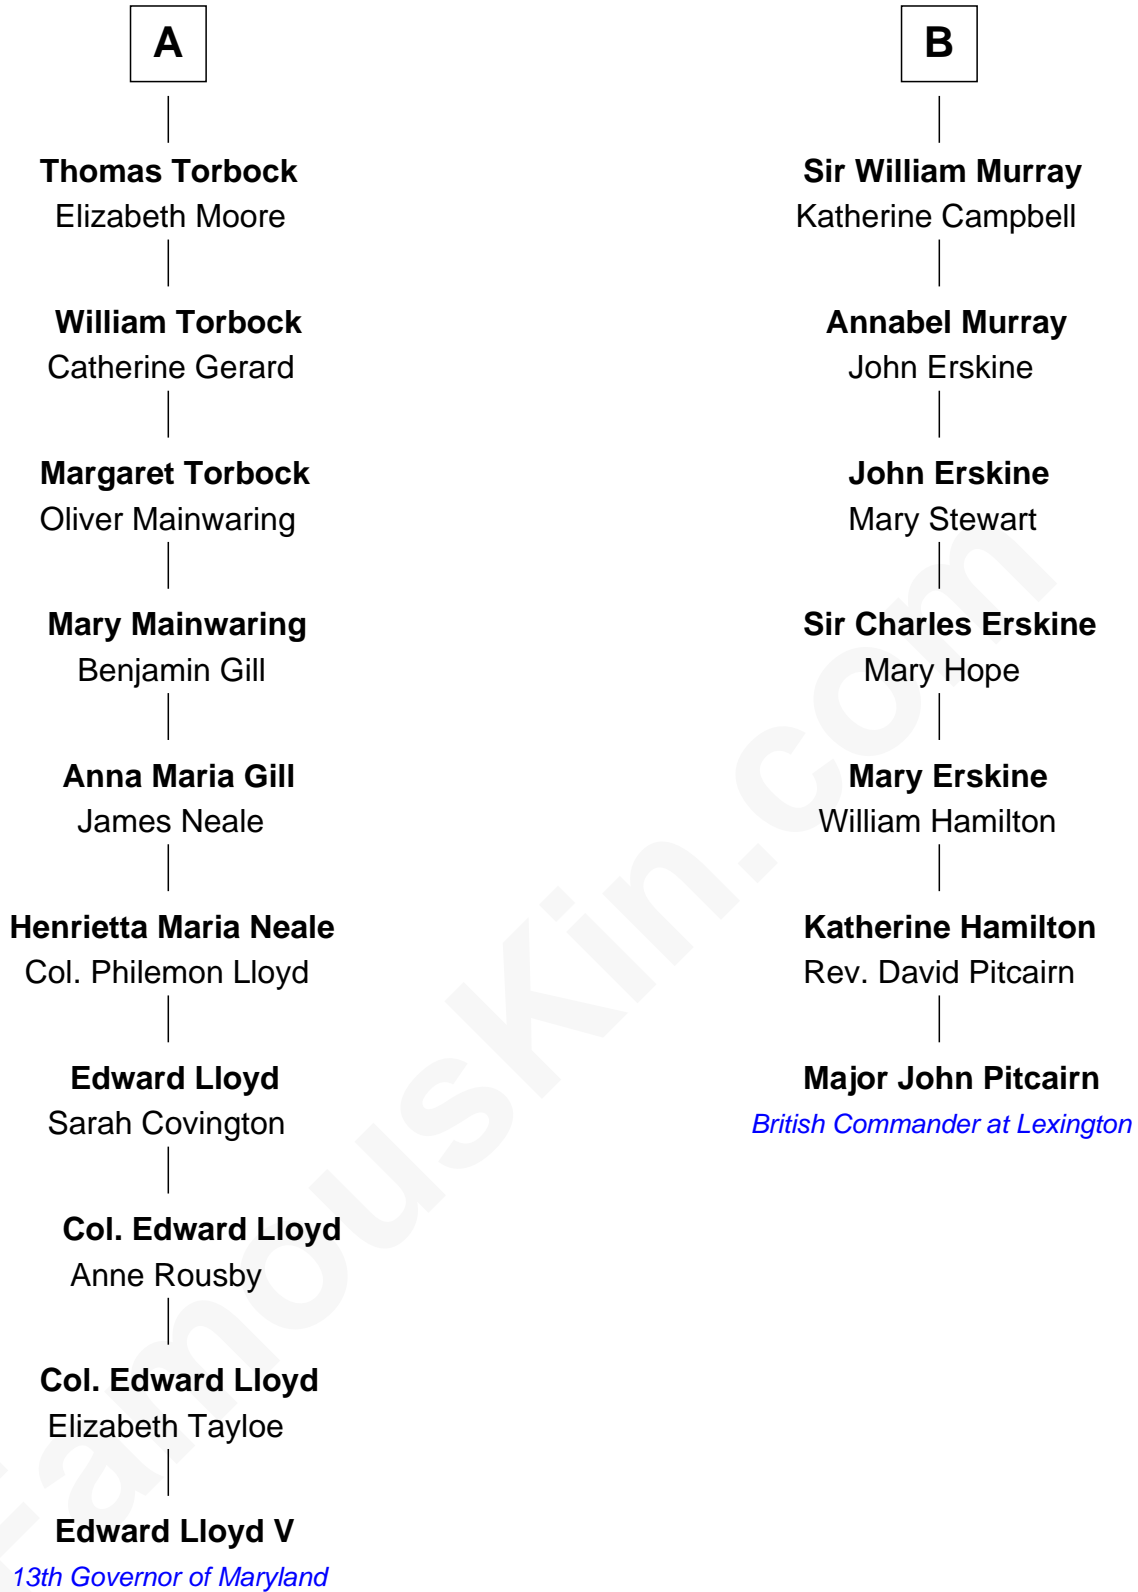 A
Thomas Torbock
Elizabeth Moore
William Torbock
Catherine Gerard
Margaret Torbock
Oliver Mainwaring
Mary Mainwaring
Benjamin Gill
Anna Maria Gill
James Neale
Henrietta Maria Neale
Col. Philemon Lloyd
Edward Lloyd
Sarah Covington
Col. Edward Lloyd
Anne Rousby
Col. Edward Lloyd
Elizabeth Tayloe
Edward Lloyd V
13th Governor of Maryland
B
Sir William Murray
Katherine Campbell
Annabel Murray
John Erskine
John Erskine
Mary Stewart
Sir Charles Erskine
Mary Hope
Mary Erskine
William Hamilton
Katherine Hamilton
Rev. David Pitcairn
Major John Pitcairn
British Commander at Lexington
FamousKin.com